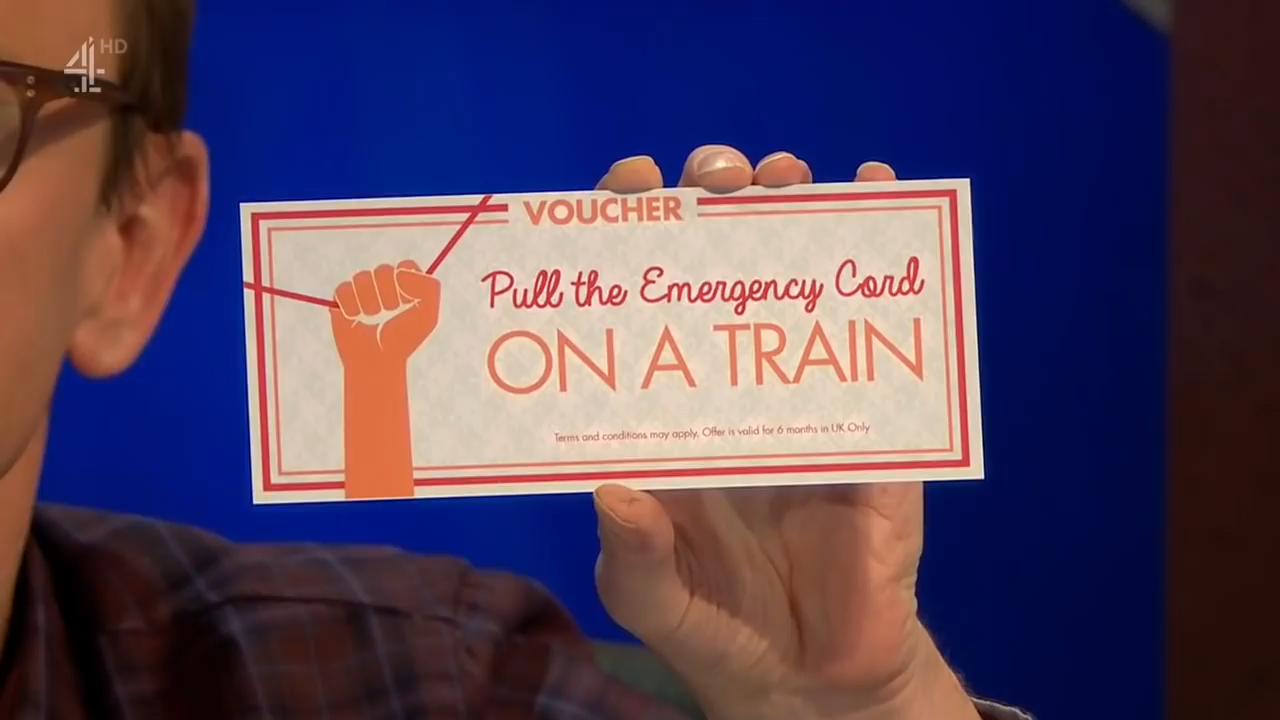 4 HD
VOUCHER
Pull the Emergency Cord
ON A TRAIN
Terms and conditions may apply. Offer is valid for 6 months in UK Only